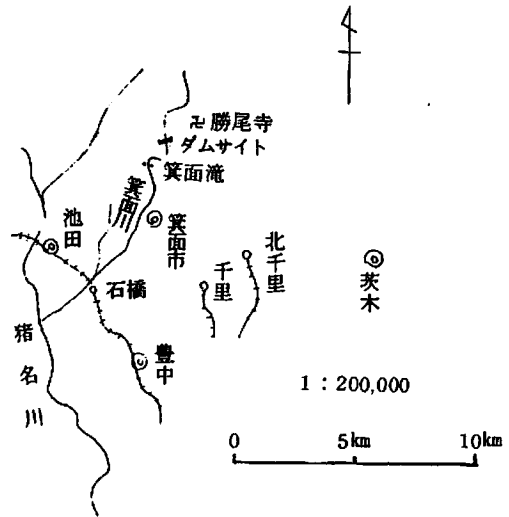 卍勝尾寺
ダムサイト
箕面滝
箕面川
箕面市
池田
石橋
千里
北千里
茨木
猪名川
豊中
1:200,000
0 5km 10km